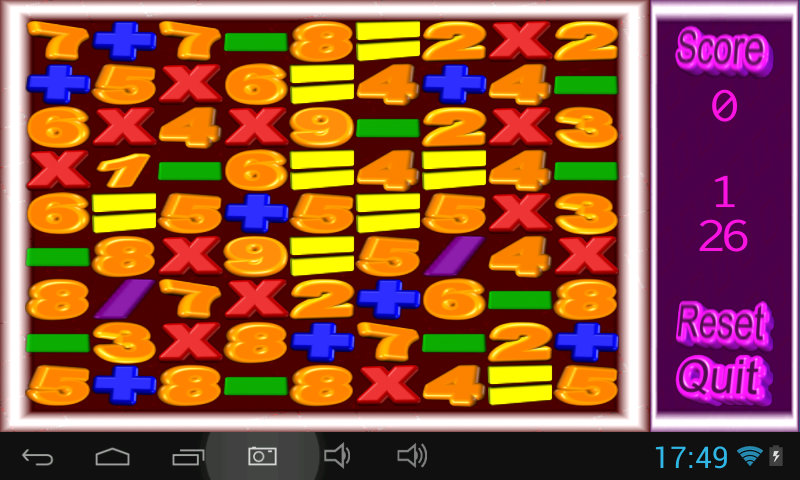 7 + 7 - 8 = 2 x 2
+ 5 x 6 = 4 + 4 -
6 x 4 x 9 - 2 x 3
x 1 - 6 = 4 = 4 -
6 = 5 + 5 = 5 x 3
- 8 x 9 = 5 / 4 x
8 / 7 x 2 + 6 - 8
- 3 x 8 + 7 - 2 +
5 + 8 - 8 x 4 = 5
Score
0
1
26
Reset
Quit
17:49